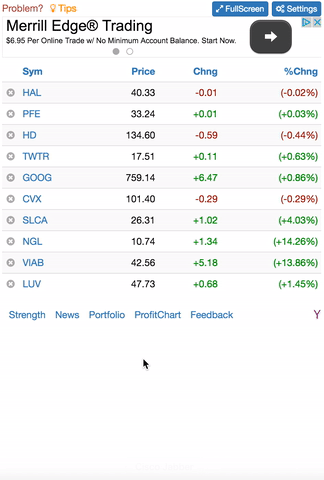 Problem? Tips FullScreen Settings
Merrill Edge® Trading
$6.95 Per Online Trade w/ No Minimum Account Balance. Start Now.
Sym Price Chng %Chng
HAL 40.33 -0.01 (-0.02%)
PFE 33.24 +0.01 (+0.03%)
HD 134.60 -0.59 (-0.44%)
TWTR 17.51 +0.11 (+0.63%)
GOOG 759.14 +6.47 (+0.86%)
CVX 101.40 -0.29 (-0.29%)
SLCA 26.31 +1.02 (+4.03%)
NGL 10.74 +1.34 (+14.26%)
VIAB 42.56 +5.18 (+13.86%)
LUV 47.73 +0.68 (+1.45%)
Strength News Portfolio ProfitChart Feedback Y